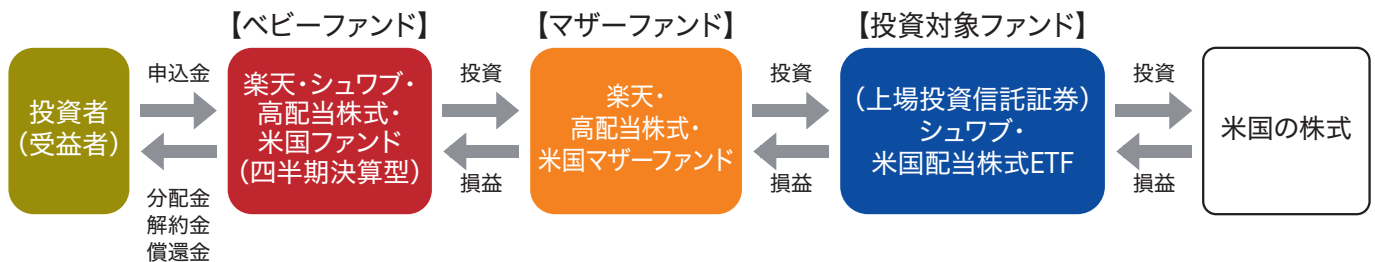 【ベビーファンド】
【マザーファンド】
【投資対象ファンド】
投資者
（受益者）
申込金
分配金
解約金
償還金
楽天・シュワブ・
高配当株式・
米国ファンド
（四半期決算型）
投資
損益
楽天・
高配当株式・
米国マザーファンド
投資
損益
（上場投資信託証券）
シュワブ・
米国配当株式ETF
投資
損益
米国の株式